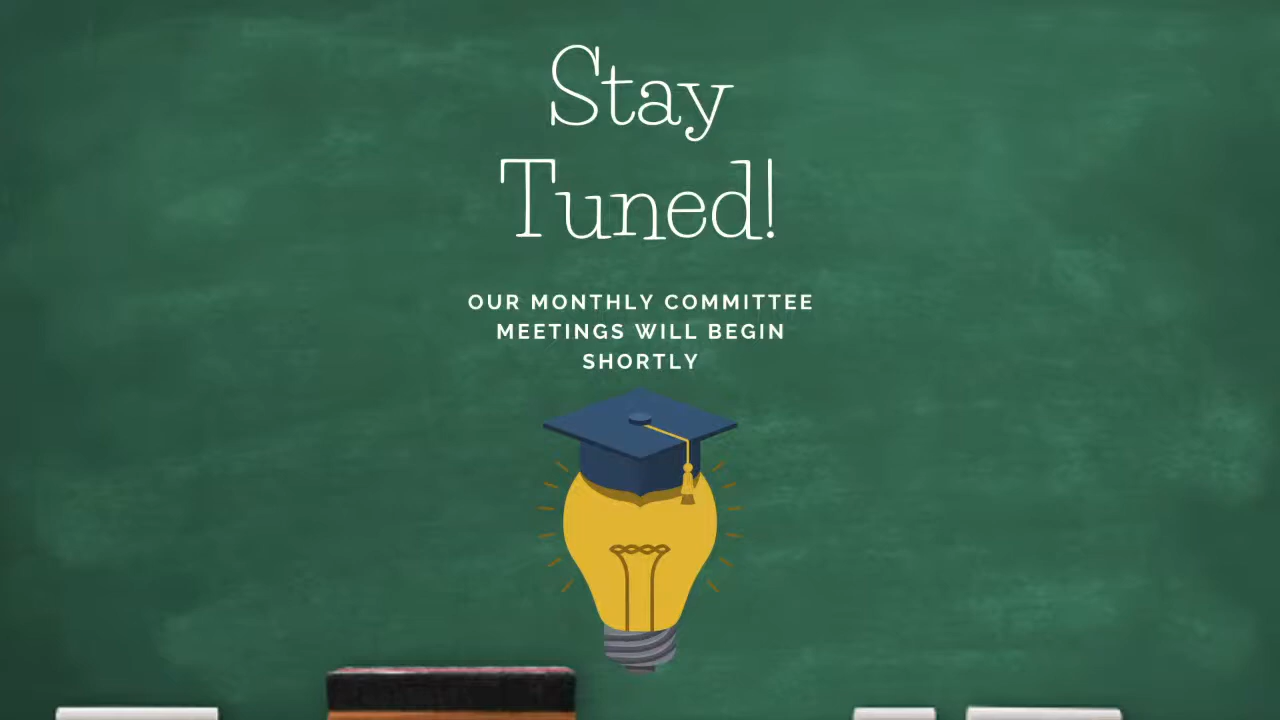 Stay
Tuned!
OUR MONTHLY COMMITTEE
MEETINGS WILL BEGIN
SHORTLY